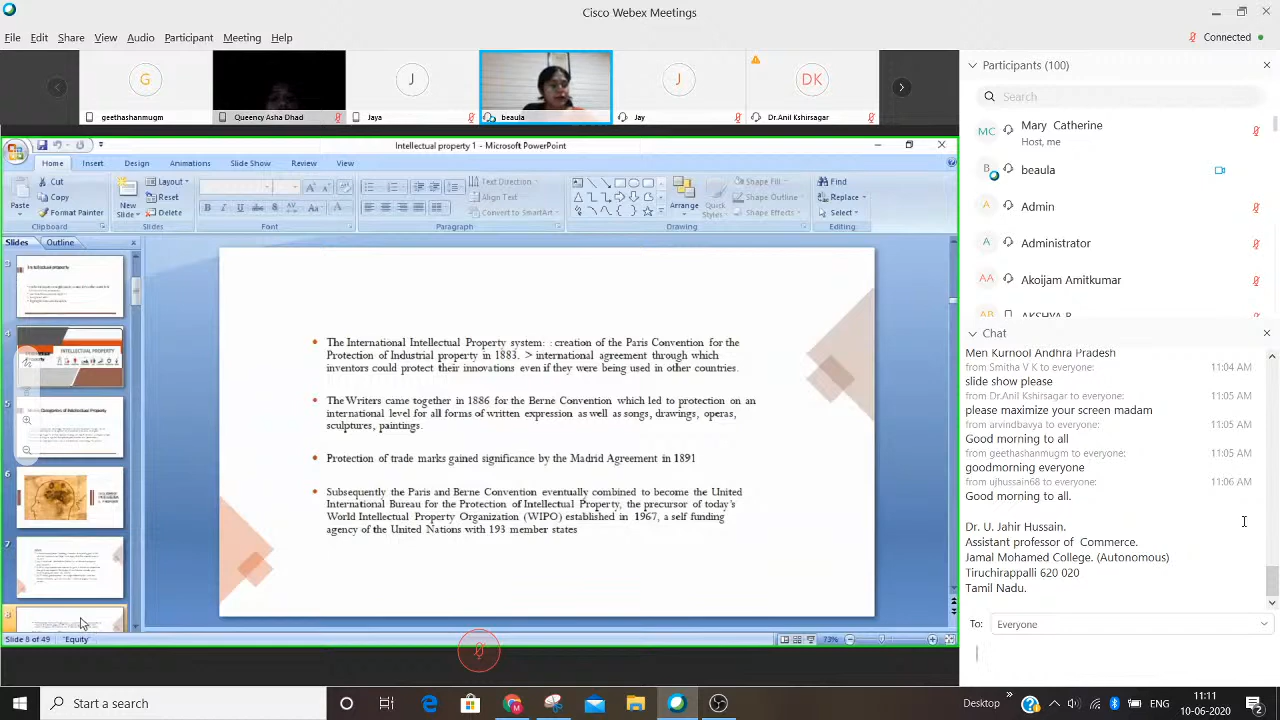 Cisco Webex Meetings
File Edit Share View Audio Participant Meeting Help
Connected
G
J
J
DK
geethashanmugm
Queency Asha Dhad
Jaya
beaula
Jay
Dr.Anil Kshirsagar
Intellectual property 1 - Microsoft PowerPoint
Home Insert Design Animations Slide Show Review View
Paste
Cut
Copy
Format Painter
Clipboard
New
Slide
Layout
Reset
Delete
Slides
Font
Paragraph
Text Direction
Align Text
Convert to SmartArt
Arrange
Quick
Styles
Shape Fill
Shape Outline
Shape Effects
Drawing
Find
Replace
Select
Editing
Slides Outline
3
4
INTELLECTUAL PROPERTY
5
6
7
8
The International Intellectual Property system: : creation of the Paris Convention for the
Protection of Industrial property in 1883. > international agreement through which
inventors could protect their innovations even if they were being used in other countries.
The Writers came together in 1886 for the Berne Convention which led to protection on an
international level for all forms of written expression as well as songs, drawings, operas,
sculptures, paintings.
Protection of trade marks gained significance by the Madrid Agreement in 1891
Subsequently the Paris and Berne Convention eventually combined to become the United
International Bureau for the Protection of Intellectual Property, the precursor of today's
World Intellectual Property Organization (WIPO) established in 1967, a self funding
agency of the United Nations with 193 member states
Slide 8 of 49 "Equity"
73%
Participants (100)
Search
MC Mary Catherine
Host, me
B beaula
A Admin
A Administrator
AA Akoijam Amitkumar
AB AKSHYA B
Chat
Men Kurnool Andhra Pradesh
from Smitha V K to everyone: 11:04 AM
slide show please
from Dr.Anil Kshirsagar to everyone: 11:05 AM
please maximize your screen madam
from arvindbavya to everyone: 11:05 AM
Good morning to all
from geethashanmugm to everyone: 11:05 AM
goodmorning everyone
from ujhussain68 to everyone: 11:06 AM
Good morning to all.
Dr. U. Jahir Hussain,
Assistant professor of Commerce.
Jamal Mohamed College. (Autonomous)
Tiruchirappalli 620 020
Tamil Nadu.
To: Everyone
Start a search
Desktop
ENG
11:11
10-06-2020